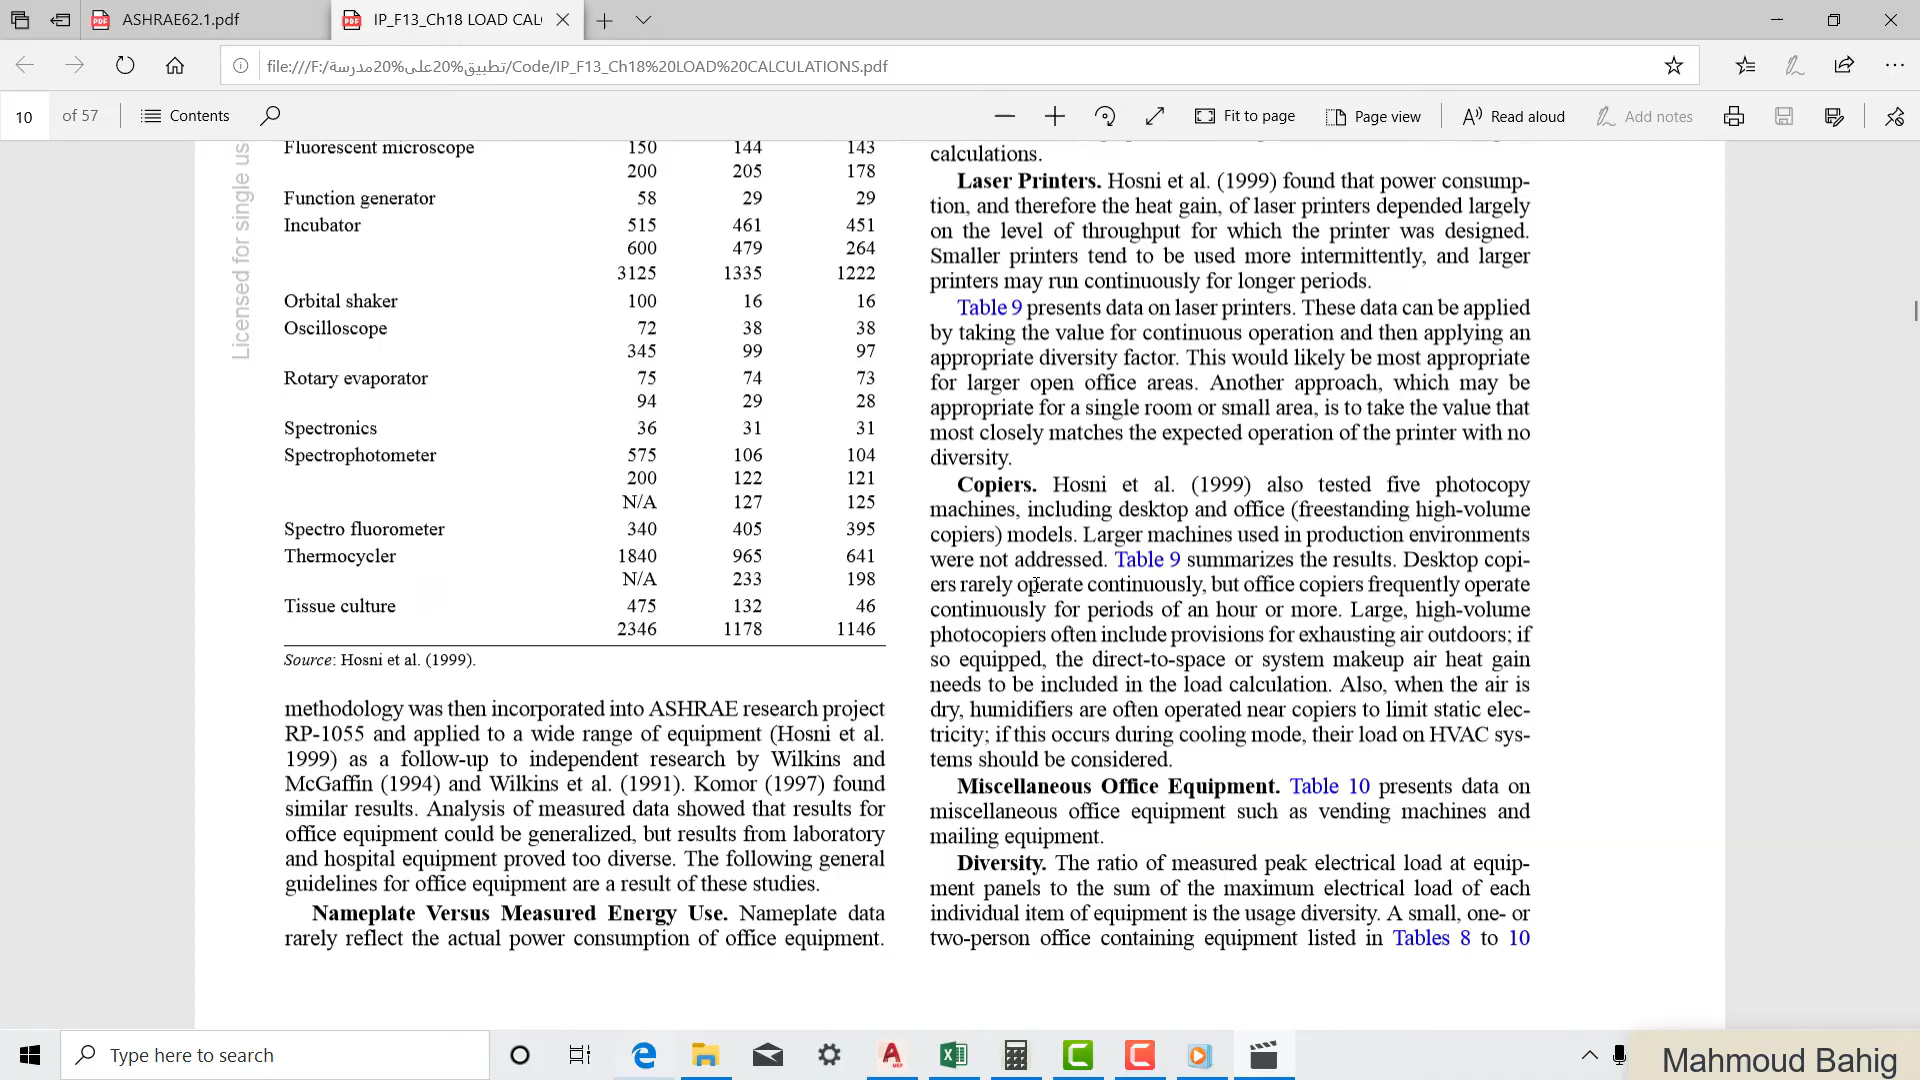 ASHRAE62.1.pdf
IP_F13_Ch18 LOAD CAL
file:///F:/تطبيق%20على%20مدرسة/Code/IP_F13_Ch18%20LOAD%20CALCULATIONS.pdf
10 of 57
Contents
Fit to page
Page view
Read aloud
Add notes
Licensed for single us
Fluorescent microscope 150 144 143
200 205 178
Function generator 58 29 29
Incubator 515 461 451
600 479 264
3125 1335 1222
Orbital shaker 100 16 16
Oscilloscope 72 38 38
345 99 97
Rotary evaporator 75 74 73
94 29 28
Spectronics 36 31 31
Spectrophotometer 575 106 104
200 122 121
N/A 127 125
Spectro fluorometer 340 405 395
Thermocycler 1840 965 641
N/A 233 198
Tissue culture 475 132 46
2346 1178 1146
Source: Hosni et al. (1999).
methodology was then incorporated into ASHRAE research project
RP-1055 and applied to a wide range of equipment (Hosni et al.
1999) as a follow-up to independent research by Wilkins and
McGaffin (1994) and Wilkins et al. (1991). Komor (1997) found
similar results. Analysis of measured data showed that results for
office equipment could be generalized, but results from laboratory
and hospital equipment proved too diverse. The following general
guidelines for office equipment are a result of these studies.
Nameplate Versus Measured Energy Use. Nameplate data
rarely reflect the actual power consumption of office equipment.
calculations.
Laser Printers. Hosni et al. (1999) found that power consump-
tion, and therefore the heat gain, of laser printers depended largely
on the level of throughput for which the printer was designed.
Smaller printers tend to be used more intermittently, and larger
printers may run continuously for longer periods.
Table 9 presents data on laser printers. These data can be applied
by taking the value for continuous operation and then applying an
appropriate diversity factor. This would likely be most appropriate
for larger open office areas. Another approach, which may be
appropriate for a single room or small area, is to take the value that
most closely matches the expected operation of the printer with no
diversity.
Copiers. Hosni et al. (1999) also tested five photocopy
machines, including desktop and office (freestanding high-volume
copiers) models. Larger machines used in production environments
were not addressed. Table 9 summarizes the results. Desktop copi-
ers rarely operate continuously, but office copiers frequently operate
continuously for periods of an hour or more. Large, high-volume
photocopiers often include provisions for exhausting air outdoors; if
so equipped, the direct-to-space or system makeup air heat gain
needs to be included in the load calculation. Also, when the air is
dry, humidifiers are often operated near copiers to limit static elec-
tricity; if this occurs during cooling mode, their load on HVAC sys-
tems should be considered.
Miscellaneous Office Equipment. Table 10 presents data on
miscellaneous office equipment such as vending machines and
mailing equipment.
Diversity. The ratio of measured peak electrical load at equip-
ment panels to the sum of the maximum electrical load of each
individual item of equipment is the usage diversity. A small, one- or
two-person office containing equipment listed in Tables 8 to 10
Type here to search
Mahmoud Bahig